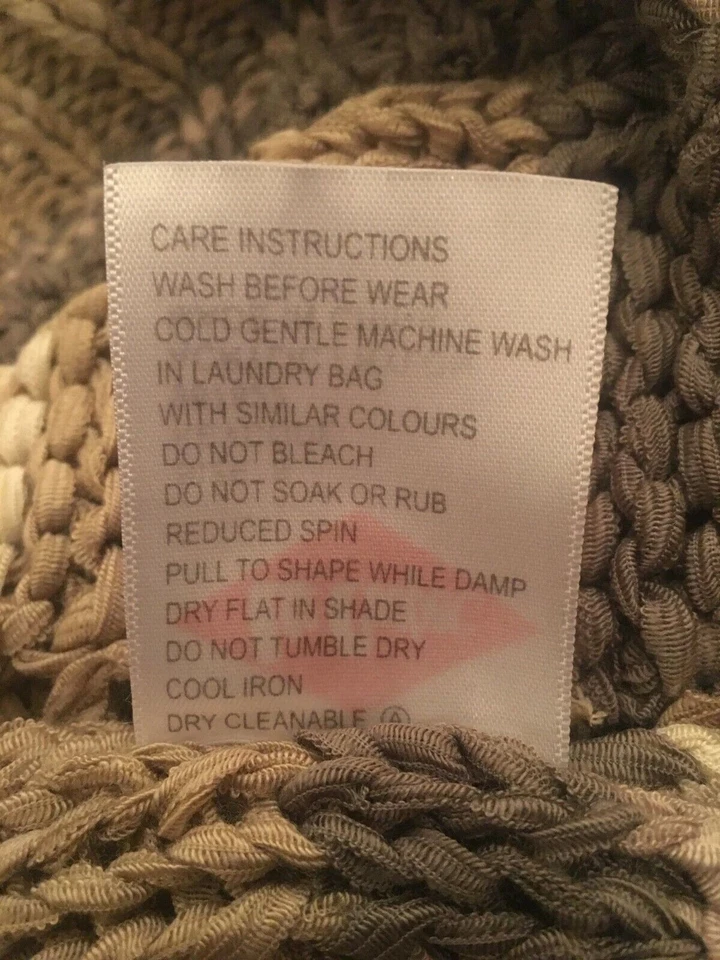 CARE INSTRUCTIONS
WASH BEFORE WEAR
COLD GENTLE MACHINE WASH
IN LAUNDRY BAG
WITH SIMILAR COLOURS
DO NOT BLEACH
DO NOT SOAK OR RUB
REDUCED SPIN
PULL TO SHAPE WHILE DAMP
DRY FLAT IN SHADE
DO NOT TUMBLE DRY
COOL IRON
DRY CLEANABLE Ⓐ